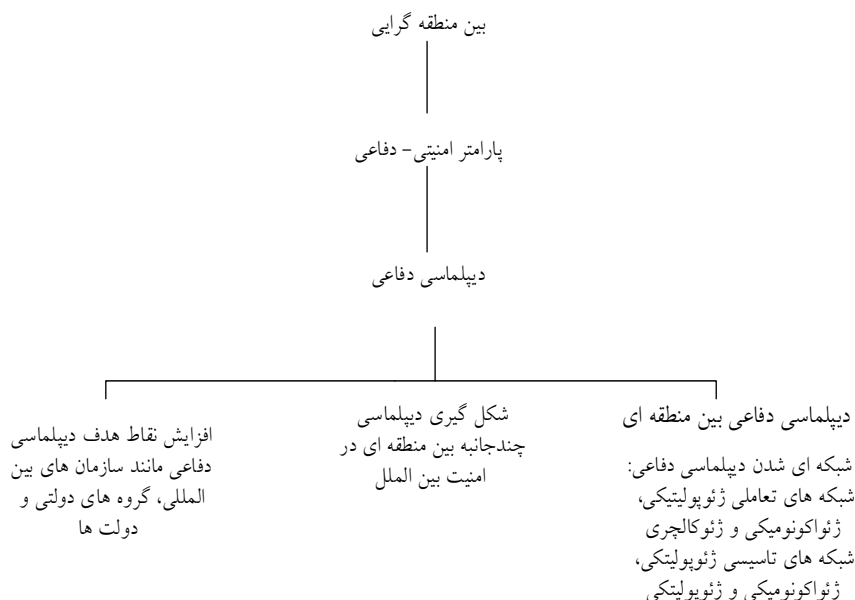 بین منطقه گرایی
پارامتر امنیتی- دفاعی
دیپلماسی دفاعی
دیپلماسی دفاعی بین منطقه ای
شبکه ای شدن دیپلماسی دفاعی:
شبکه های تعاملی ژئوپولیتیکی،
ژئواکونومیکی و ژئوکالچری
شبکه های تاسیسی ژئوپولتیکی،
ژئواکونومیکی و ژئوپولیتکی
شکل گیری دیپلماسی
چندجانبه بین منطقه ای در
امنیت بین الملل
افزایش نقاط هدف دیپلماسی
دفاعی مانند سازمان های بین
المللی، گروه های دولتی و
دولت ها